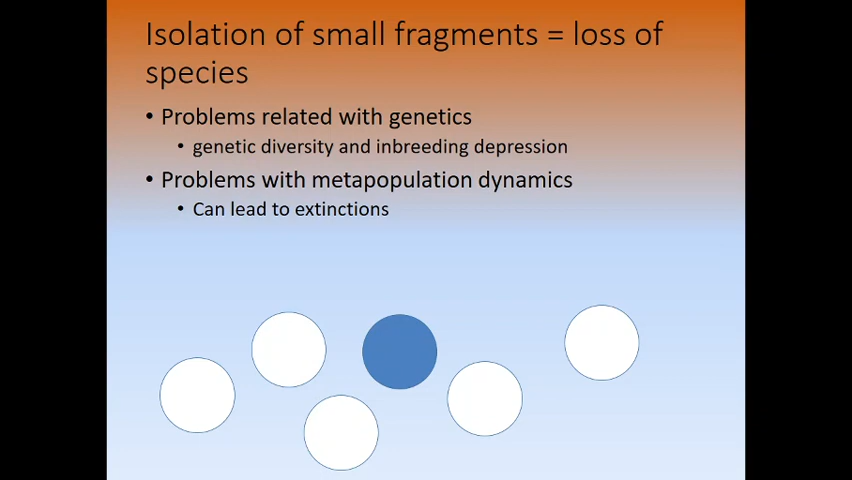 Isolation of small fragments = loss of
species
• Problems related with genetics
• genetic diversity and inbreeding depression
• Problems with metapopulation dynamics
• Can lead to extinctions